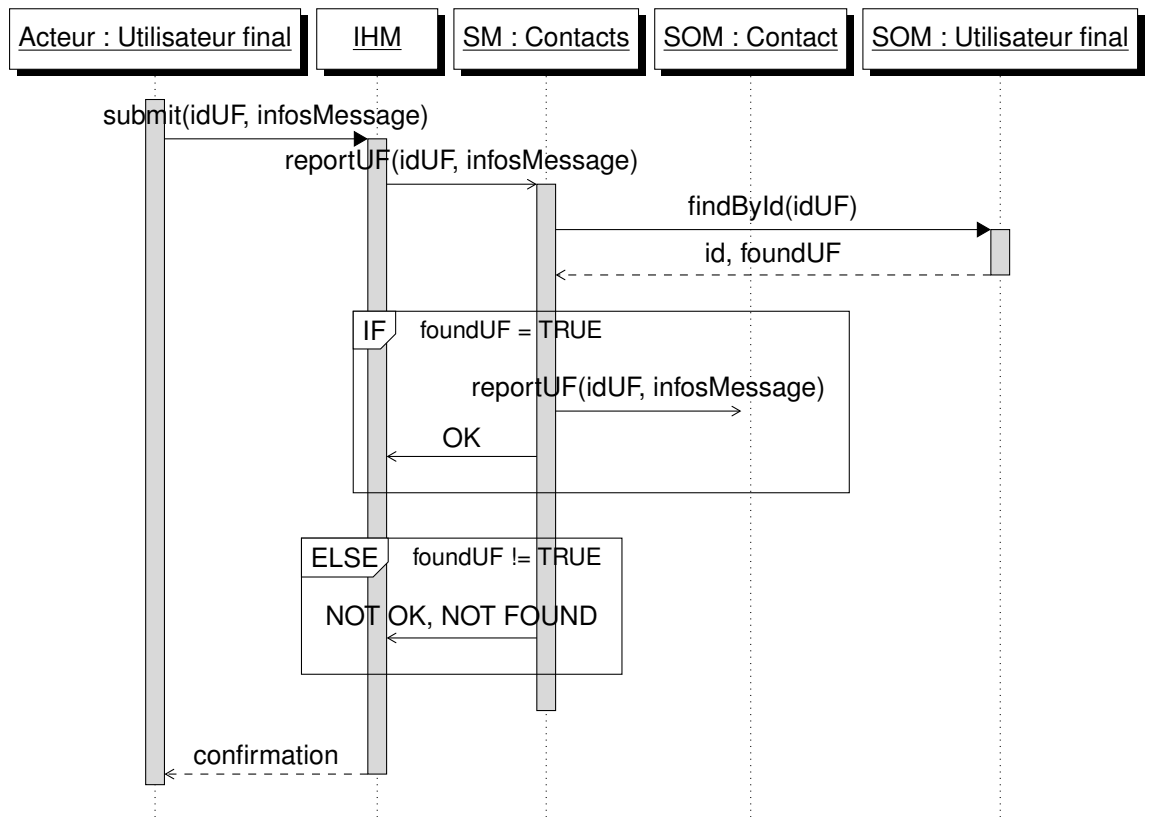 Acteur : Utilisateur final
IHM
SM : Contacts
SOM : Contact
SOM : Utilisateur final
submit(idUF, infosMessage)
reportUF(idUF, infosMessage)
findById(idUF)
id, foundUF
IF
foundUF = TRUE
reportUF(idUF, infosMessage)
OK
ELSE
foundUF != TRUE
NOT OK, NOT FOUND
confirmation